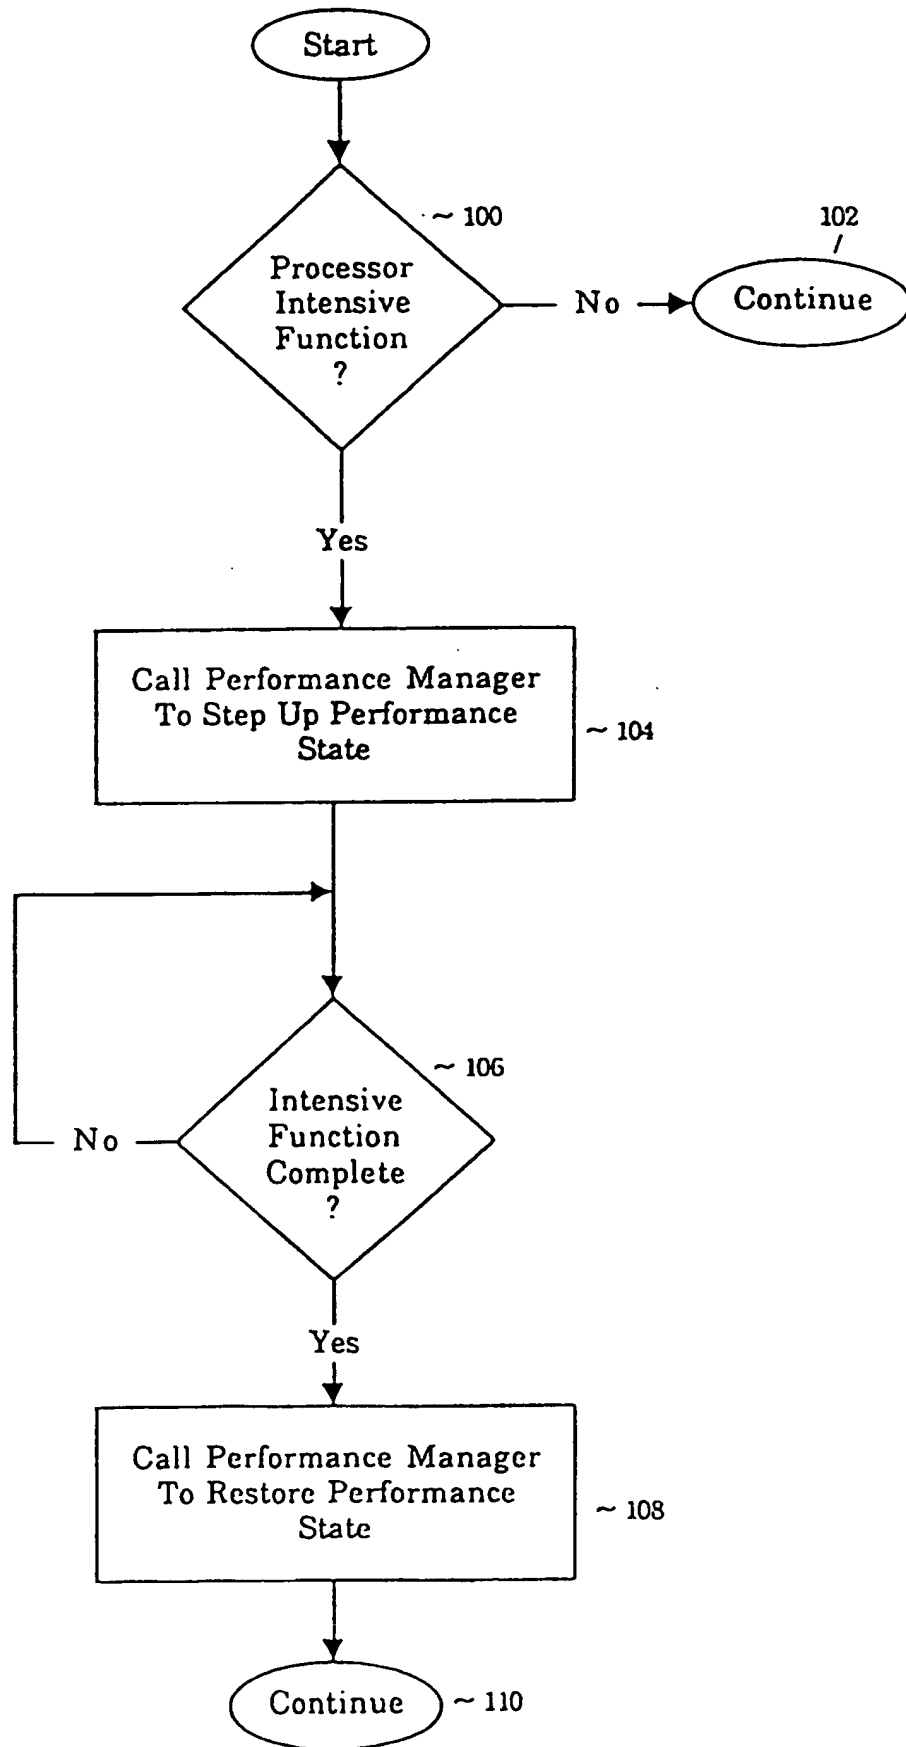 Start
~ 100
102
Processor
Intensive
Function
?
No
Continue
Yes
Call Performance Manager
To Step Up Performance
State
~ 104
~ 106
Intensive
Function
Complete
?
No
Yes
Call Performance Manager
To Restore Performance
State
~ 108
Continue
~ 110